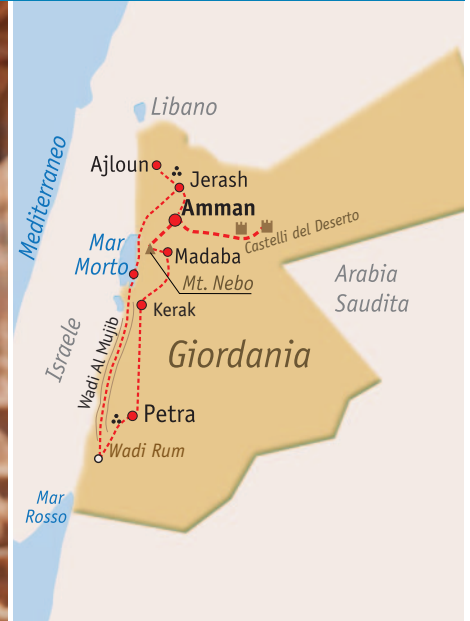 Libano
Mediterraneo
Ajloun
Jerash
Amman
Castelli del Deserto
Mar
Morto
Madaba
Mt. Nebo
Arabia
Saudita
Israele
Wadi Al Mujib
Kerak
Giordania
Petra
Wadi Rum
Mar
Rosso